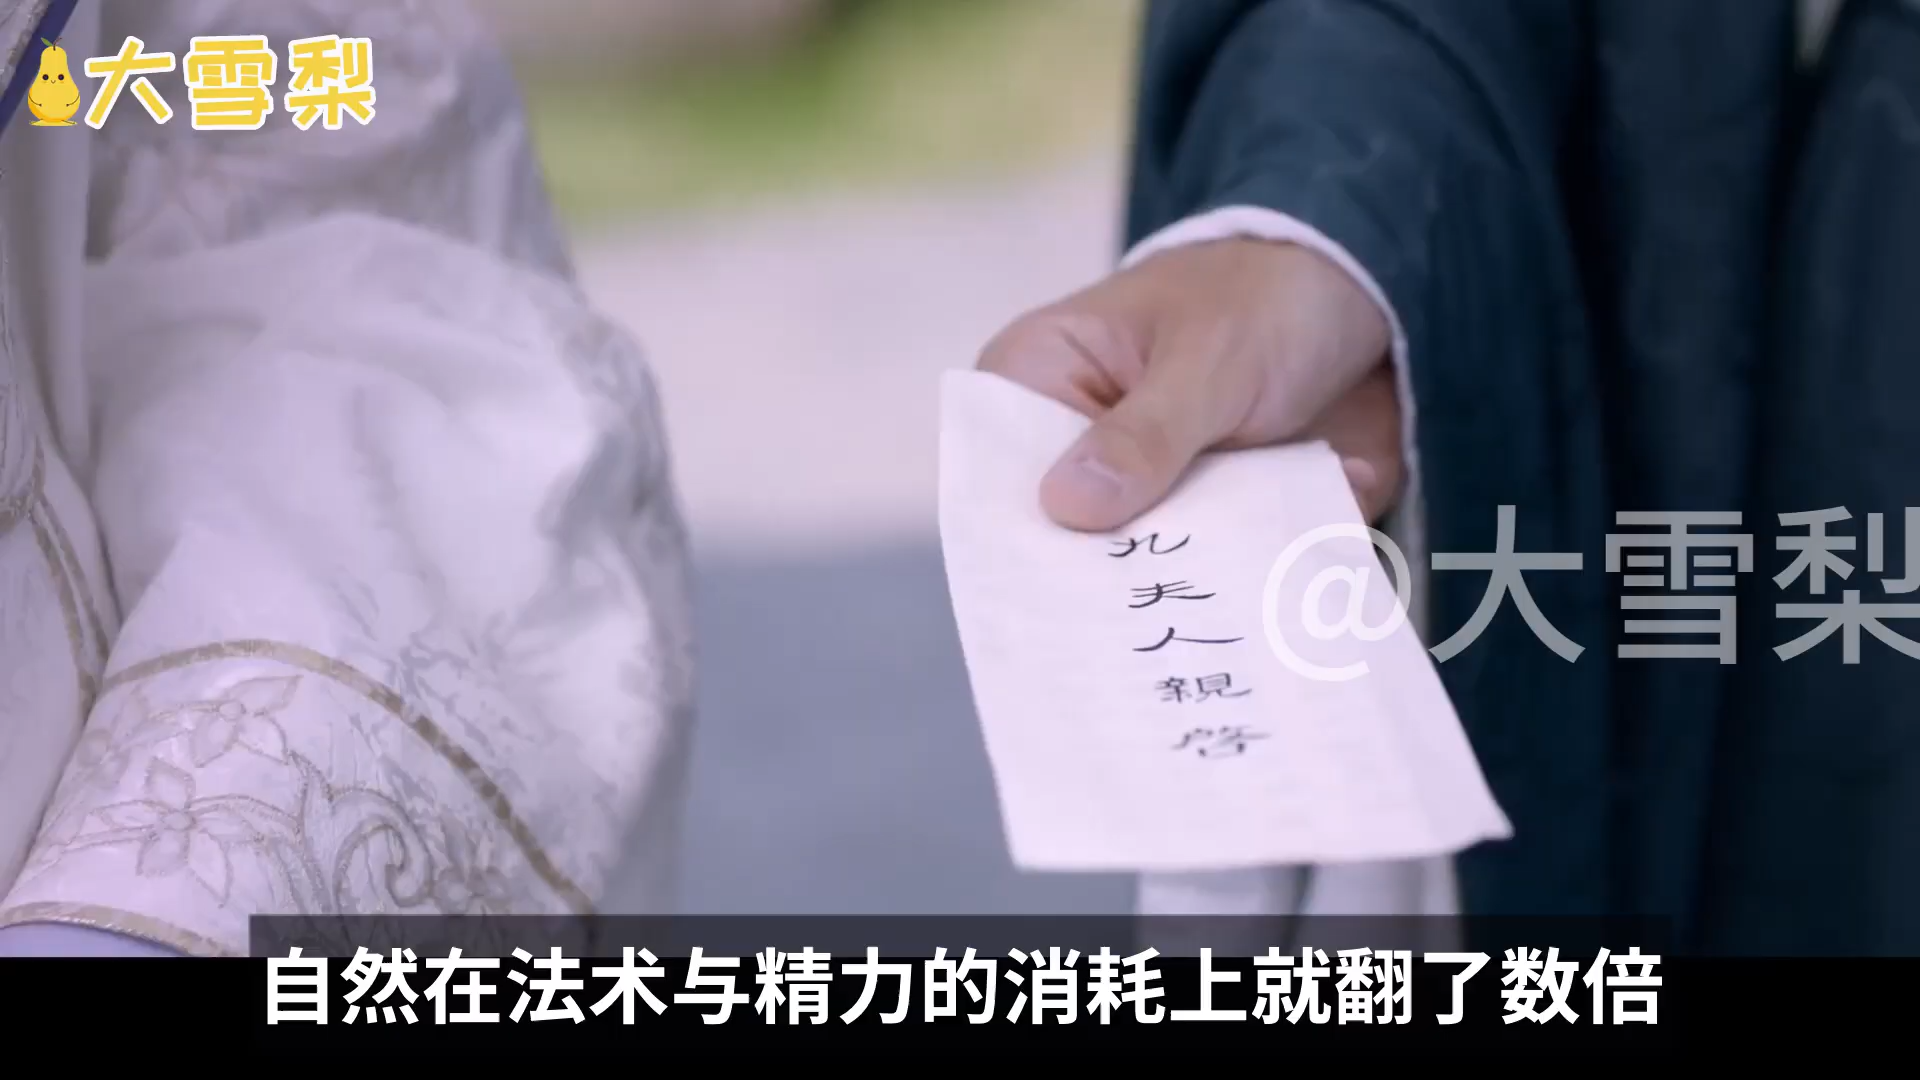 大雪梨
九夫人親啓
@大雪梨
自然在法术与精力的消耗上就翻了数倍